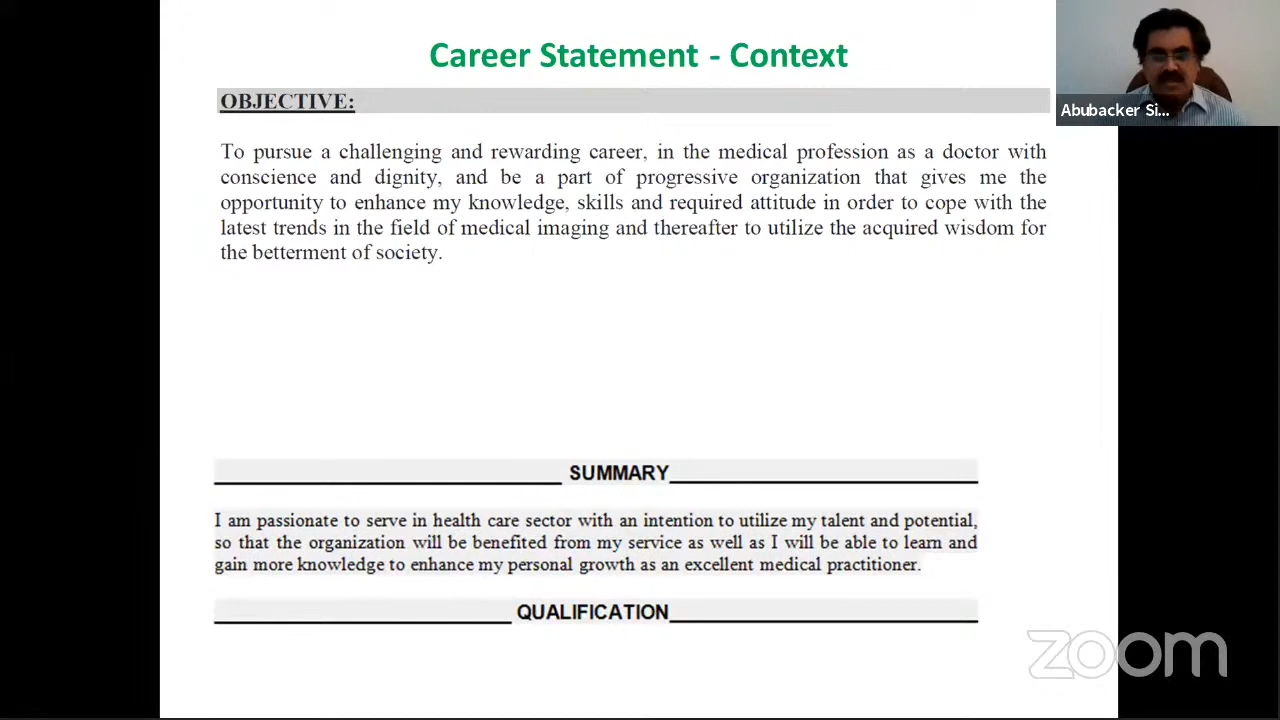 Career Statement - Context
Abubacker Si...
OBJECTIVE:
To pursue a challenging and rewarding career, in the medical profession as a doctor with
conscience and dignity, and be a part of progressive organization that gives me the
opportunity to enhance my knowledge, skills and required attitude in order to cope with the
latest trends in the field of medical imaging and thereafter to utilize the acquired wisdom for
the betterment of society.
SUMMARY
I am passionate to serve in health care sector with an intention to utilize my talent and potential,
so that the organization will be benefited from my service as well as I will be able to learn and
gain more knowledge to enhance my personal growth as an excellent medical practitioner.
QUALIFICATION
zoom